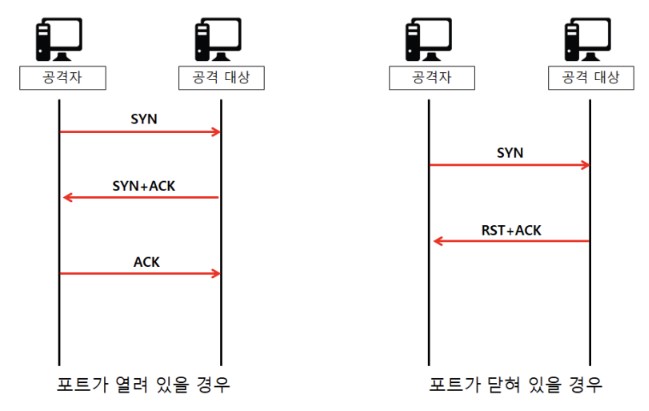 공격자
공격 대상
SYN
SYN+ACK
ACK
포트가 열려 있을 경우
공격자
공격 대상
SYN
RST+ACK
포트가 닫혀 있을 경우